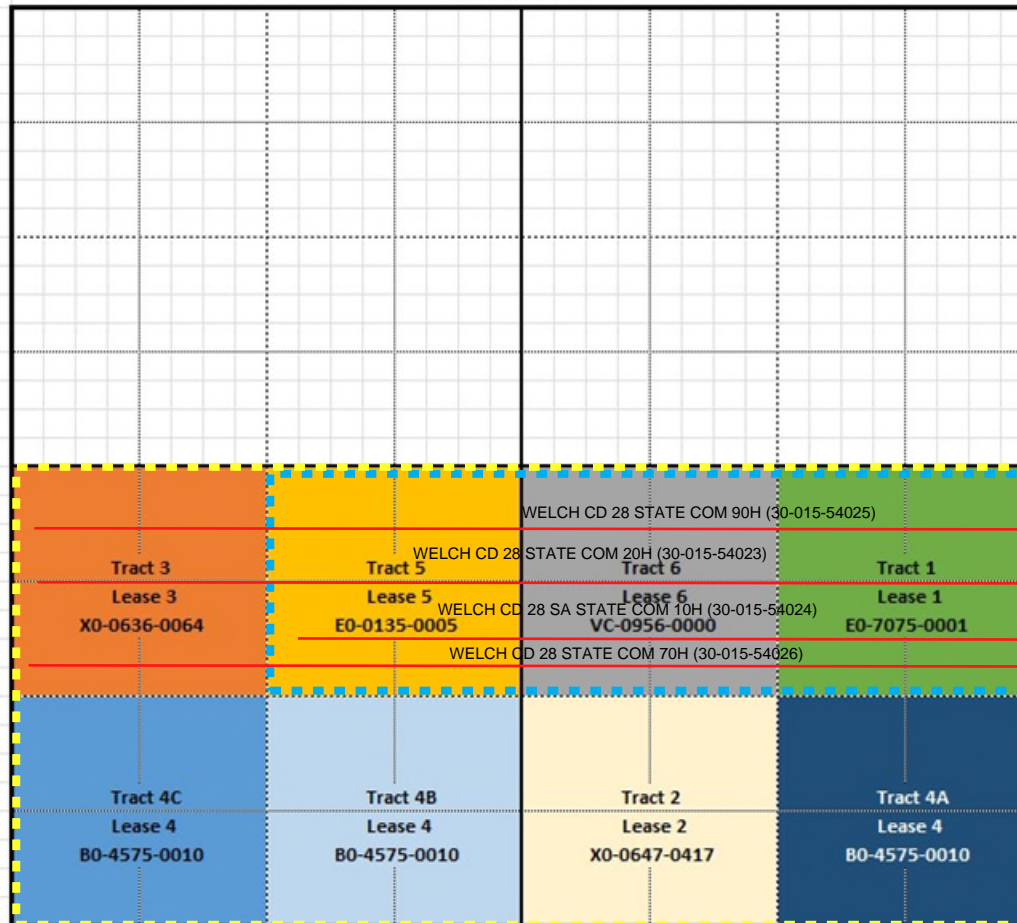 WELCH CD 28 STATE COM 90H (30-015-54025)
WELCH CD 28 STATE COM 20H (30-015-54023)
Tract 3
Lease 3
X0-0636-0064
Tract 5
Lease 5
E0-0135-0005
Tract 6
Lease 6
VC-0956-0000
Tract 1
Lease 1
E0-7075-0001
WELCH CD 28 SA STATE COM 10H (30-015-54024)
WELCH CD 28 STATE COM 70H (30-015-54026)
Tract 4C
Lease 4
B0-4575-0010
Tract 4B
Lease 4
B0-4575-0010
Tract 2
Lease 2
X0-0647-0417
Tract 4A
Lease 4
B0-4575-0010